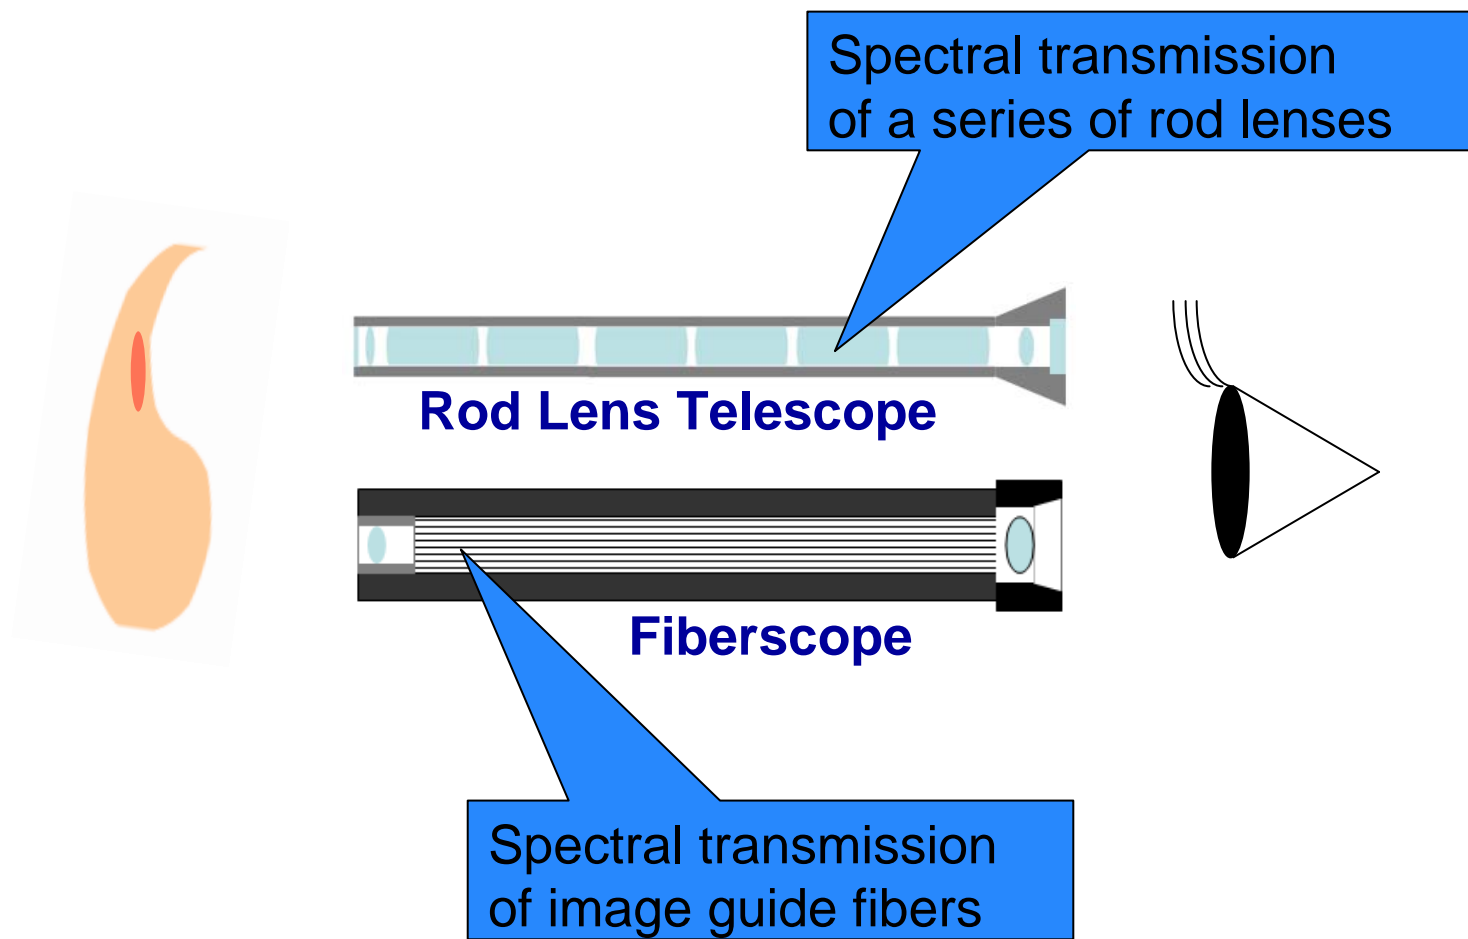 Spectral transmission
of a series of rod lenses
Rod Lens Telescope
Fiberscope
Spectral transmission
of image guide fibers